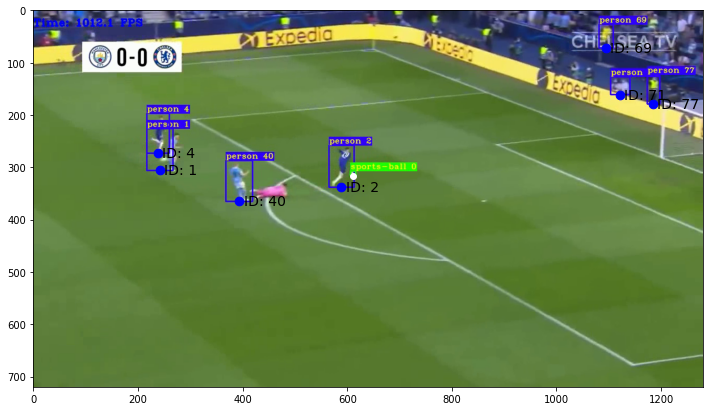 Time: 1012.1 FPS
0-0
Expedia
CHELSEA TV
Expedia
person 69
ID: 69
person 71
ID: 71
person 77
ID: 77
person 4
person 1
ID: 4
ID: 1
person 40
ID: 40
person 2
ID: 2
sports-ball 0
0
100
200
300
400
500
600
700
0
200
400
600
800
1000
1200